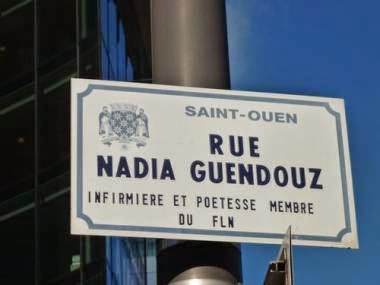 SAINT-OUEN
RUE
NADIA GUENDOUZ
INFIRMIERE ET POETESSE MEMBRE
DU FLN